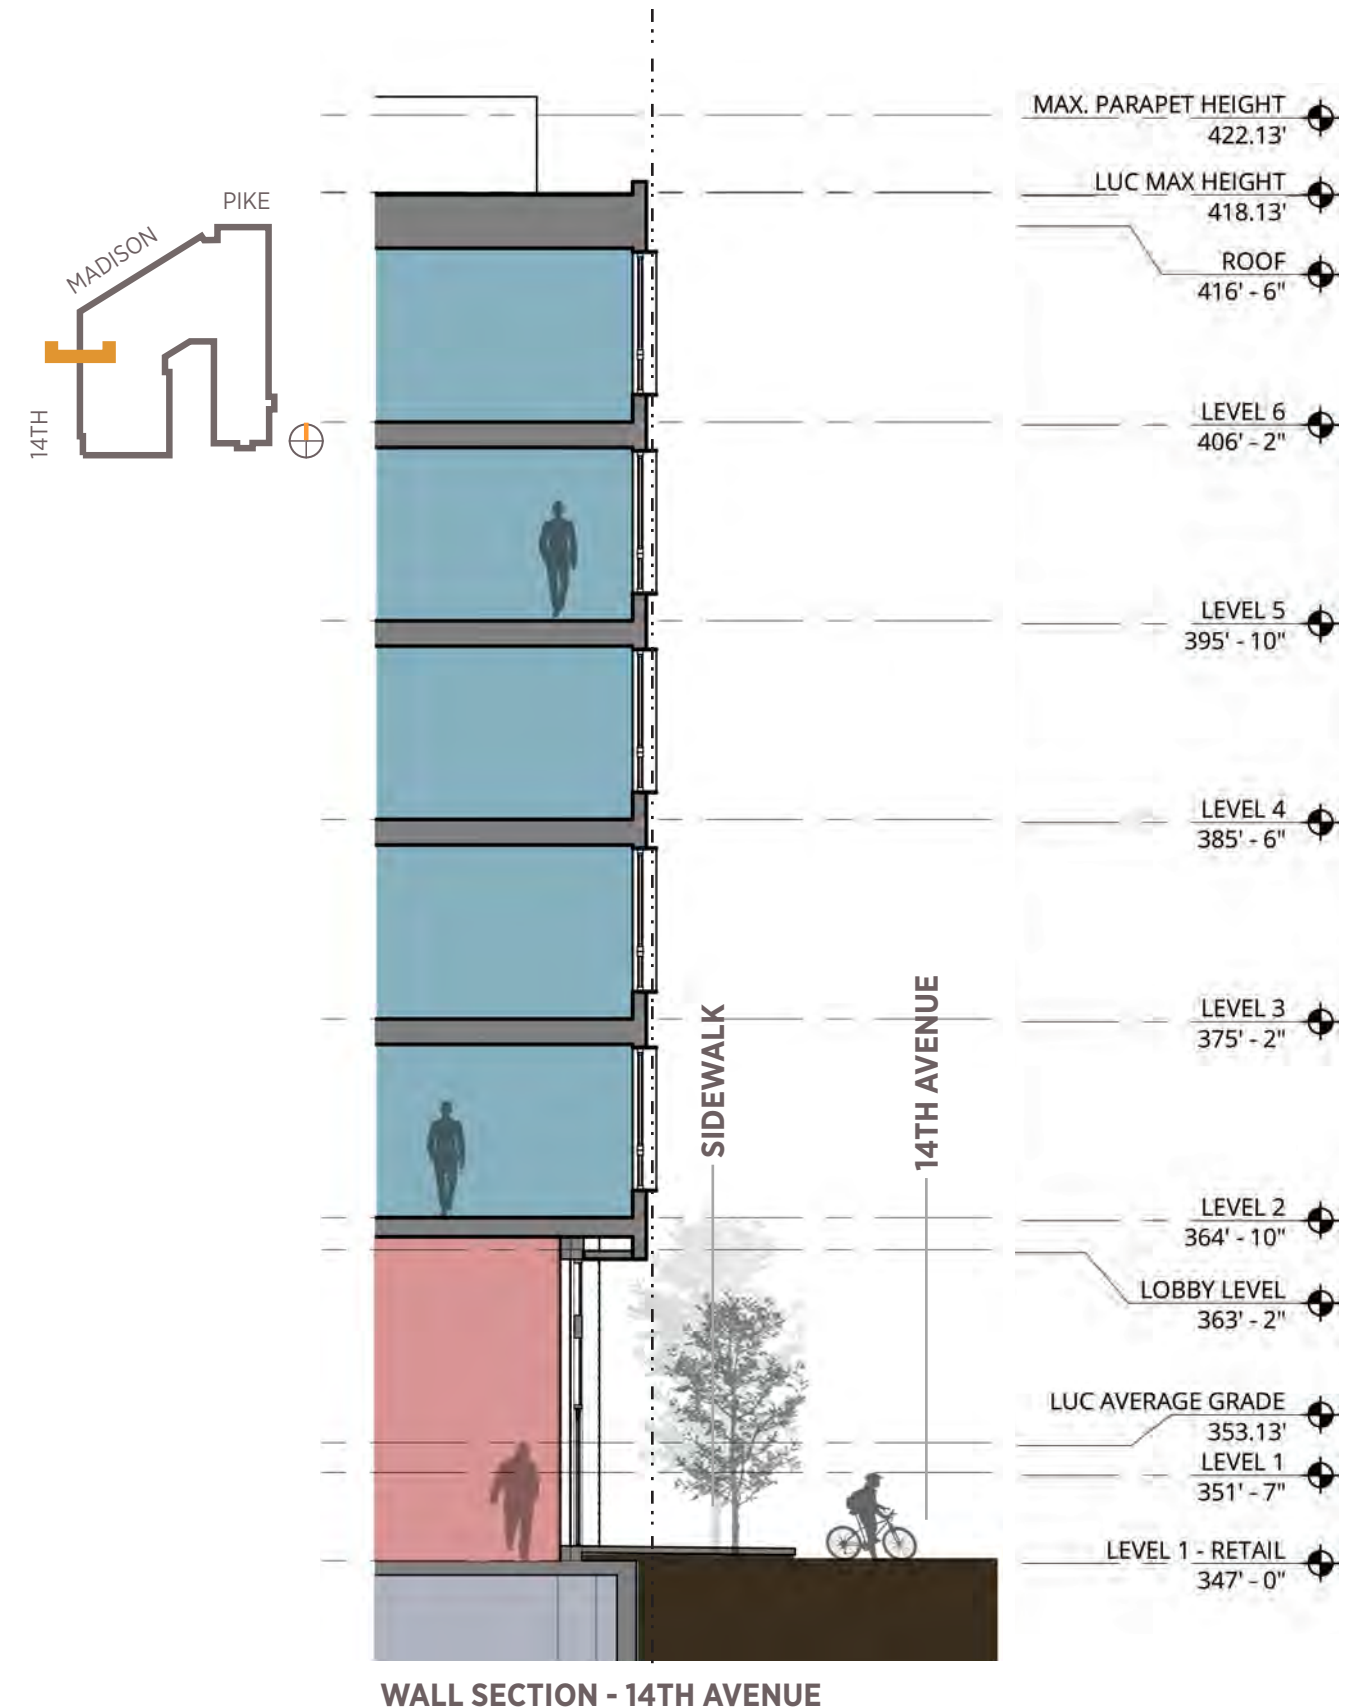 MAX. PARAPET HEIGHT
422.13'
LUC MAX HEIGHT
418.13'
PIKE
MADISON
ROOF
416' - 6"
14TH
LEVEL 6
406' - 2"
LEVEL 5
395' - 10"
LEVEL 4
385' - 6"
SIDEWALK
14TH AVENUE
LEVEL 3
375' - 2"
LEVEL 2
364' - 10"
LOBBY LEVEL
363' - 2"
LUC AVERAGE GRADE
353.13'
LEVEL 1
351' - 7"
LEVEL 1 - RETAIL
347' - 0"
WALL SECTION - 14TH AVENUE